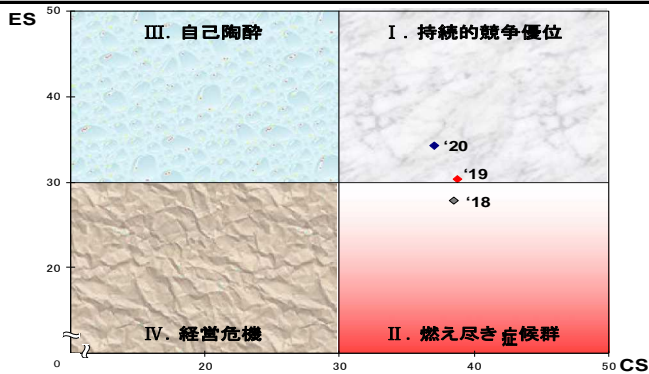 ES
50
Ⅲ. 自己陶酔
Ⅰ. 持続的競争優位
40
‘20
‘19
30
‘18
20
Ⅳ. 経営危機
Ⅱ. 燃え尽き症候群
0
20
30
40
50
CS